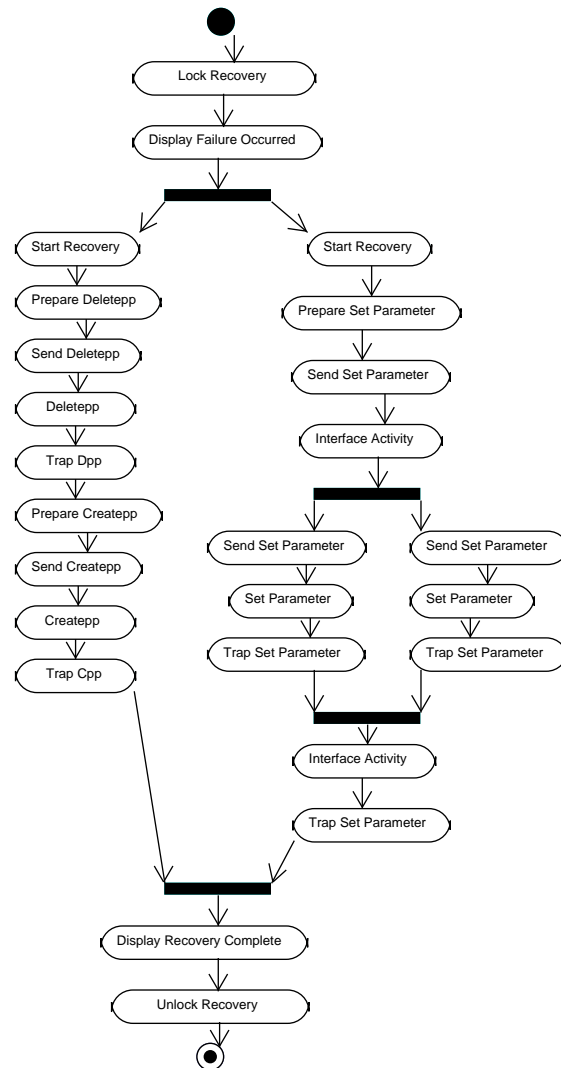 Lock Recovery
Display Failure Occurred
Start Recovery
Prepare Deletepp
Send Deletepp
Deletepp
Trap Dpp
Prepare Createpp
Send Createpp
Createpp
Trap Cpp
Start Recovery
Prepare Set Parameter
Send Set Parameter
Interface Activity
Send Set Parameter
Set Parameter
Trap Set Parameter
Send Set Parameter
Set Parameter
Trap Set Parameter
Interface Activity
Trap Set Parameter
Display Recovery Complete
Unlock Recovery